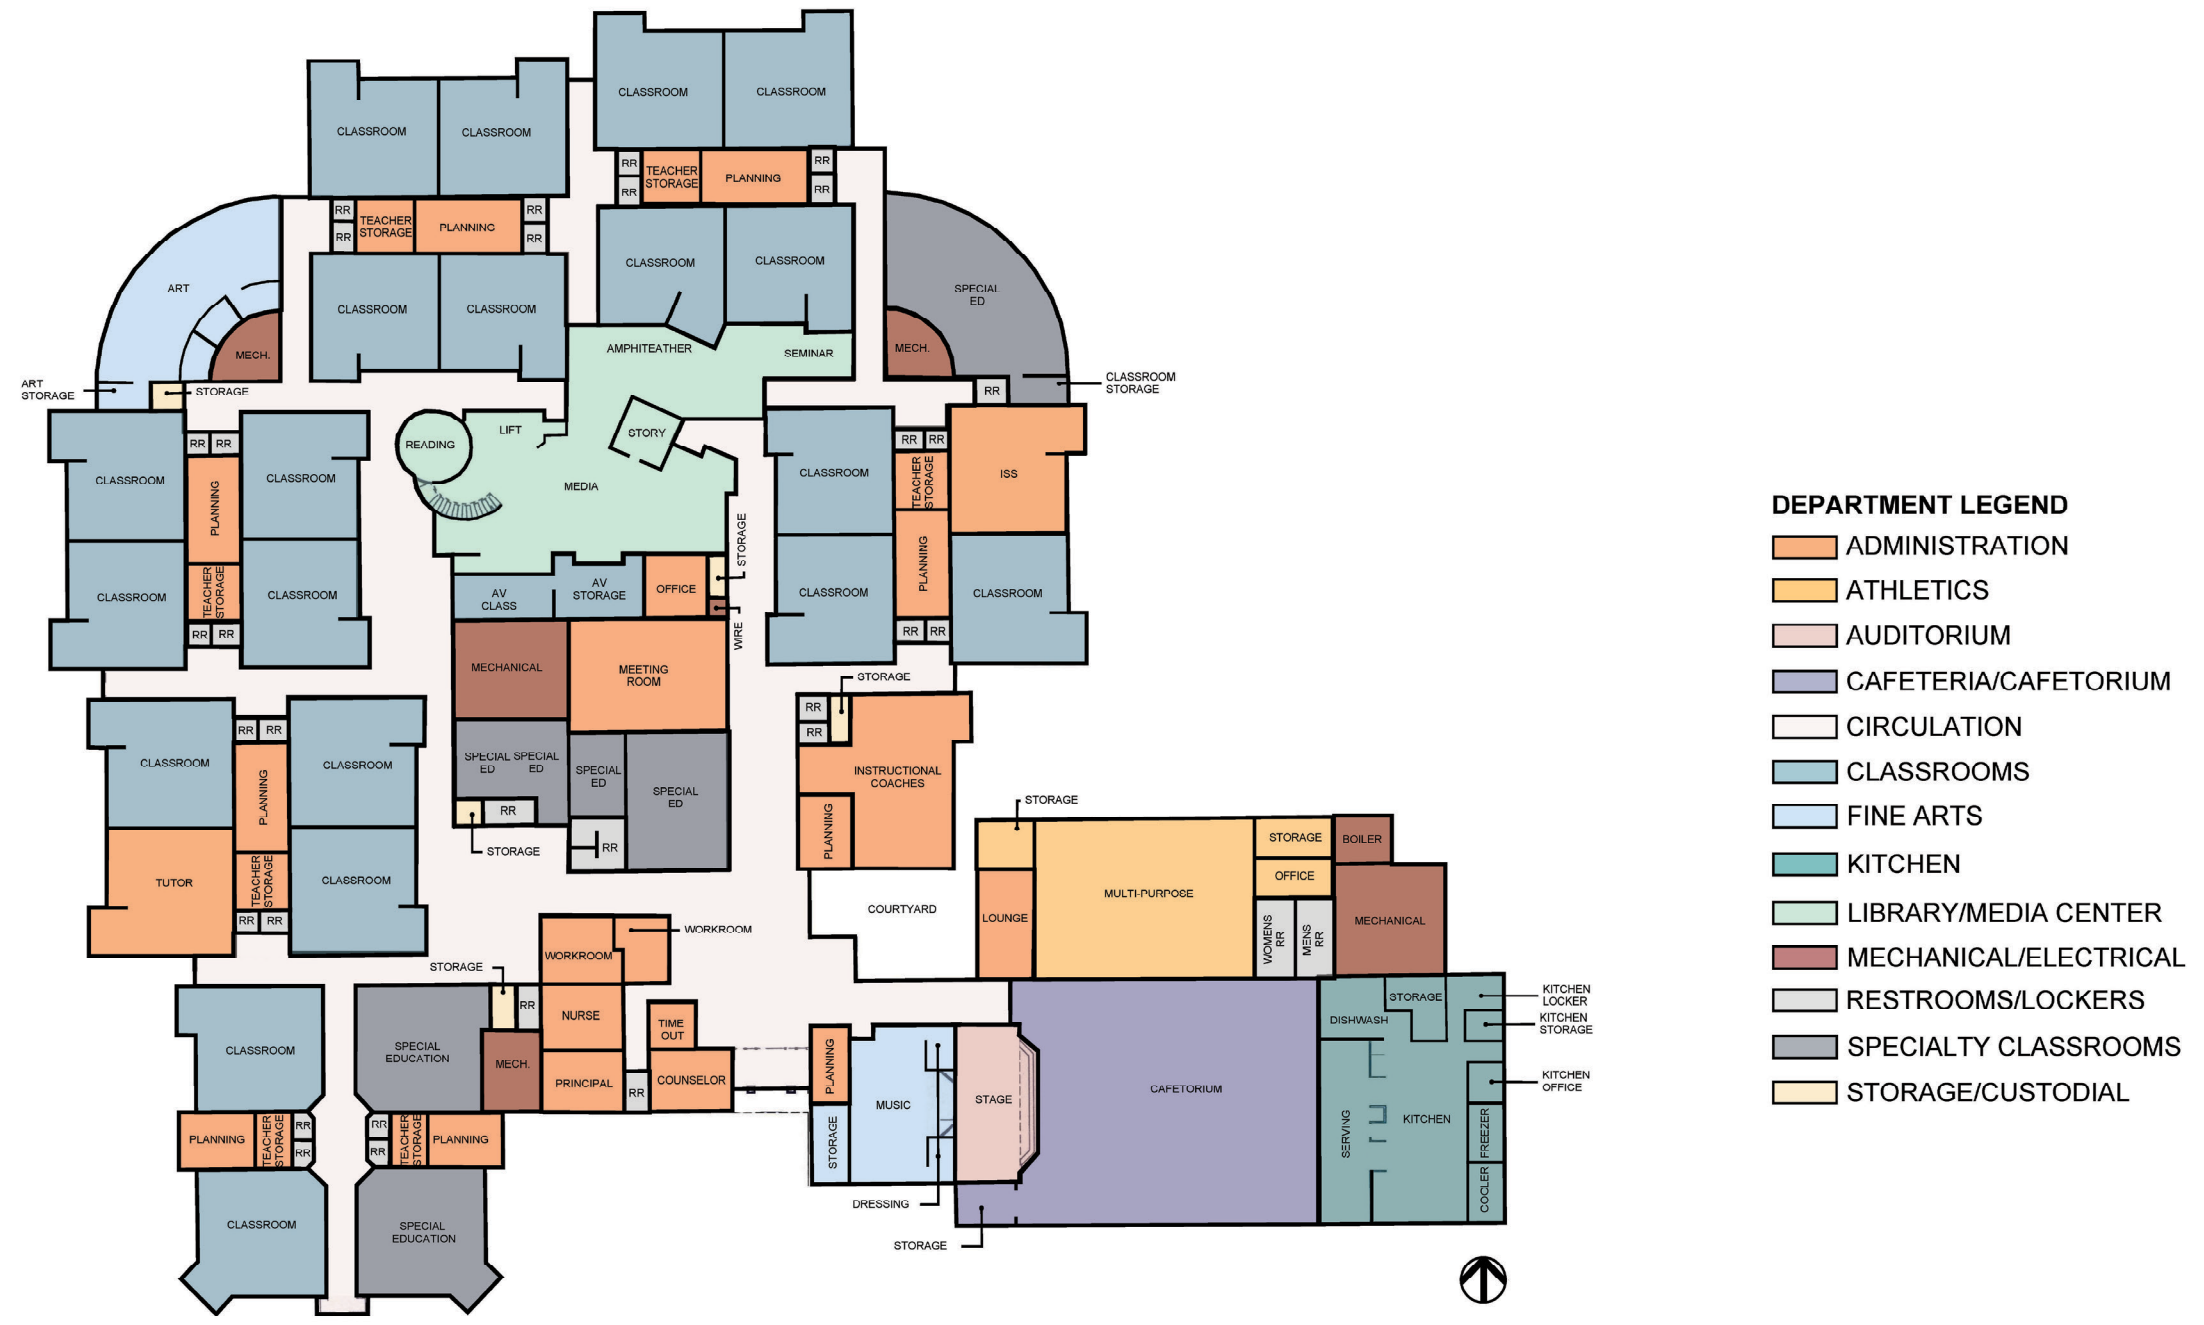 CLASSROOM
CLASSROOM
CLASSROOM
CLASSROOM
RR
RR
TEACHER
STORAGE
PLANNING
RR
RR
RR
RR
TEACHER
STORAGE
PLANNING
RR
RR
ART
MECH.
ART
STORAGE
STORAGE
CLASSROOM
CLASSROOM
CLASSROOM
CLASSROOM
AMPHITEATHER
SEMINAR
SPECIAL
ED
MECH.
RR
CLASSROOM
STORAGE
READING
LIFT
STORY
MEDIA
CLASSROOM
RR
RR
PLANNING
TEACHER
STORAGE
RR
RR
CLASSROOM
CLASSROOM
CLASSROOM
CLASSROOM
RR
RR
TEACHER
STORAGE
PLANNING
RR
RR
ISS
CLASSROOM
CLASSROOM
AV
CLASS
AV
STORAGE
OFFICE
STORAGE
WIRE
MECHANICAL
MEETING
ROOM
SPECIAL
ED
SPECIAL
ED
SPECIAL
ED
SPECIAL
ED
RR
STORAGE
RR
STORAGE
RR
RR
INSTRUCTIONAL
COACHES
PLANNING
COURTYARD
CLASSROOM
RR
RR
PLANNING
TEACHER
STORAGE
RR
RR
CLASSROOM
TUTOR
CLASSROOM
STORAGE
LOUNGE
MULTI-PURPOSE
STORAGE
OFFICE
WOMENS
RR
MENS
RR
BOILER
MECHANICAL
WORKROOM
WORKROOM
STORAGE
RR
NURSE
TIME
OUT
MECH.
PRINCIPAL
RR
COUNSELOR
CLASSROOM
SPECIAL
EDUCATION
PLANNING
TEACHER
STORAGE
RR
RR
RR
RR
TEACHER
STORAGE
PLANNING
CLASSROOM
SPECIAL
EDUCATION
PLANNING
STORAGE
MUSIC
DRESSING
STAGE
STORAGE
CAFETORIUM
DISHWASH
STORAGE
KITCHEN
LOCKER
KITCHEN
STORAGE
KITCHEN
OFFICE
SERVING
KITCHEN
FREEZER
COCLER
DEPARTMENT LEGEND
ADMINISTRATION
ATHLETICS
AUDITORIUM
CAFETERIA/CAFETORIUM
CIRCULATION
CLASSROOMS
FINE ARTS
KITCHEN
LIBRARY/MEDIA CENTER
MECHANICAL/ELECTRICAL
RESTROOMS/LOCKERS
SPECIALTY CLASSROOMS
STORAGE/CUSTODIAL